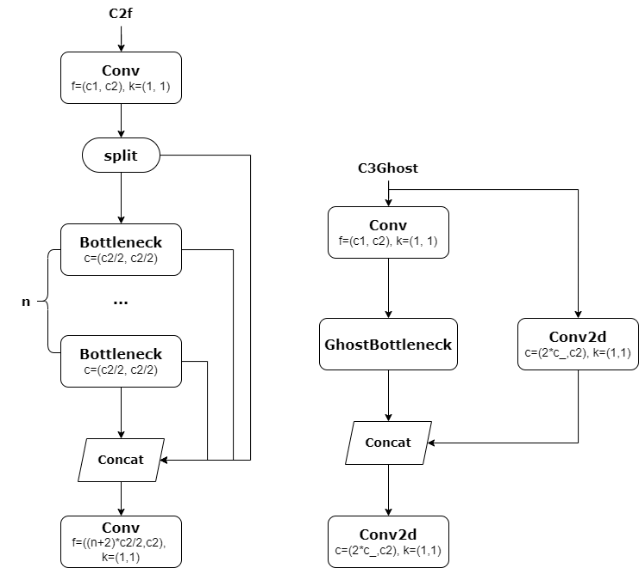 C2f
Conv
f=(c1, c2), k=(1, 1)
split
Bottleneck
c=(c2/2, c2/2)
n
...
Bottleneck
c=(c2/2, c2/2)
Concat
Conv
f=((n+2)*c2/2,c2),
k=(1,1)
C3Ghost
Conv
f=(c1, c2), k=(1, 1)
GhostBottleneck
Conv2d
c=(2*c_,c2), k=(1,1)
Concat
Conv2d
c=(2*c_,c2), k=(1,1)